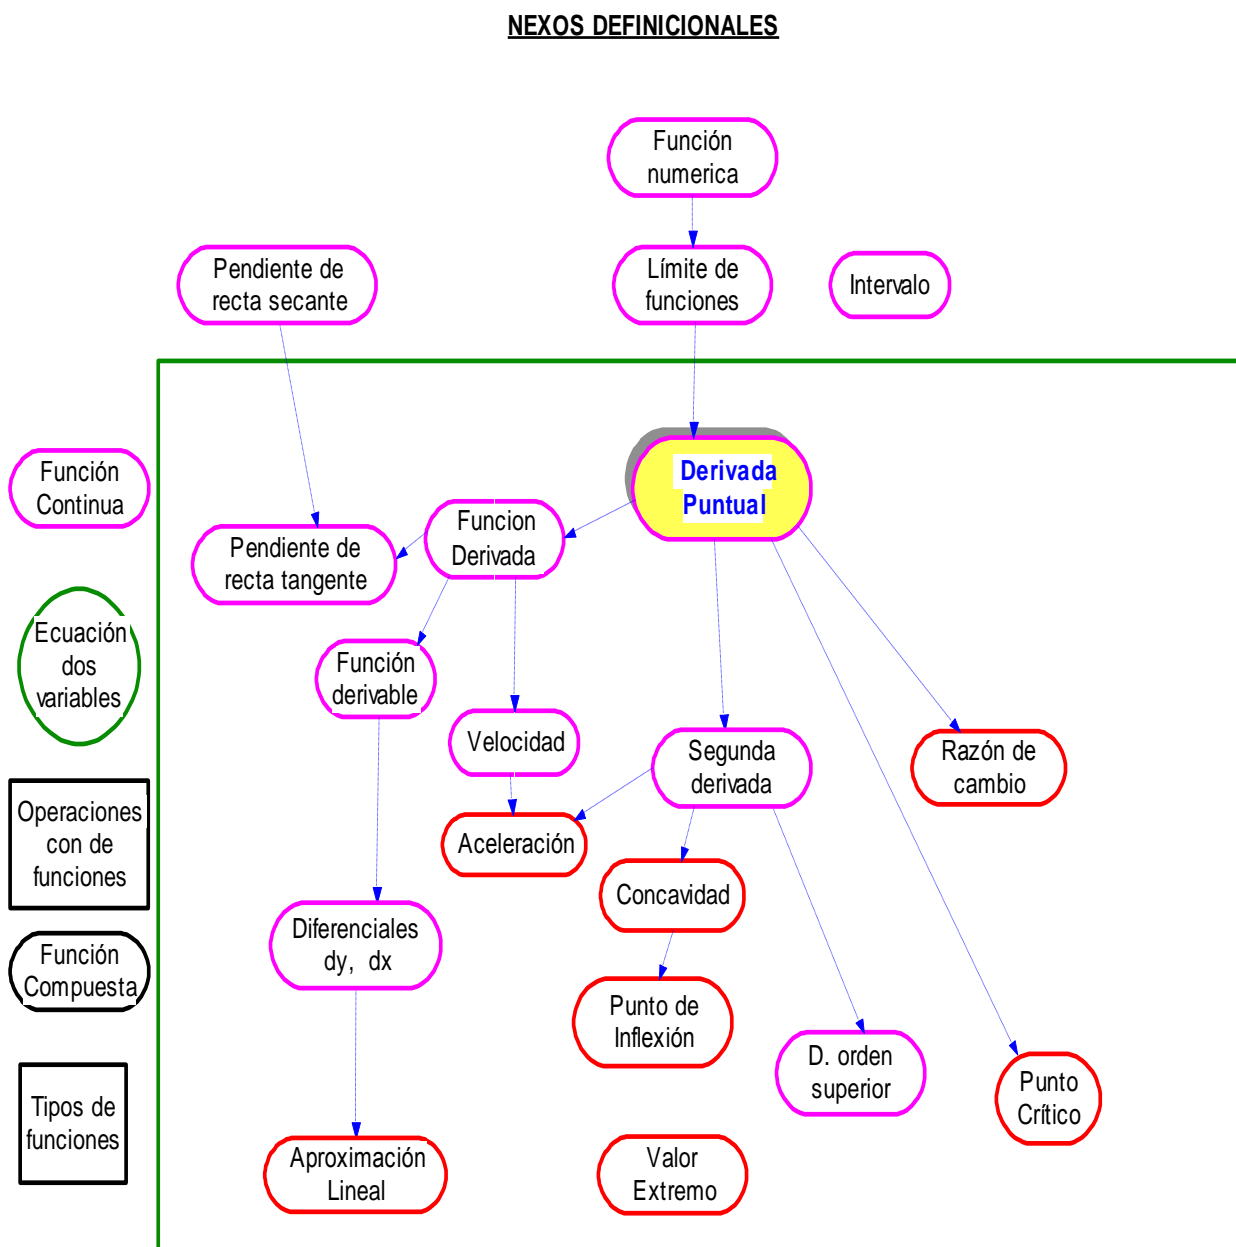 NEXOS DEFINICIONALES
Función
numerica
Pendiente de
recta secante
Límite de
funciones
Intervalo
Función
Continua
Derivada
Puntual
Funcion
Derivada
Pendiente de
recta tangente
Ecuación
dos
variables
Función
derivable
Velocidad
Segunda
derivada
Razón de
cambio
Operaciones
con de
funciones
Aceleración
Concavidad
Función
Compuesta
Diferenciales
dy, dx
Punto de
Inflexión
D. orden
superior
Punto
Crítico
Tipos de
funciones
Aproximación
Lineal
Valor
Extremo